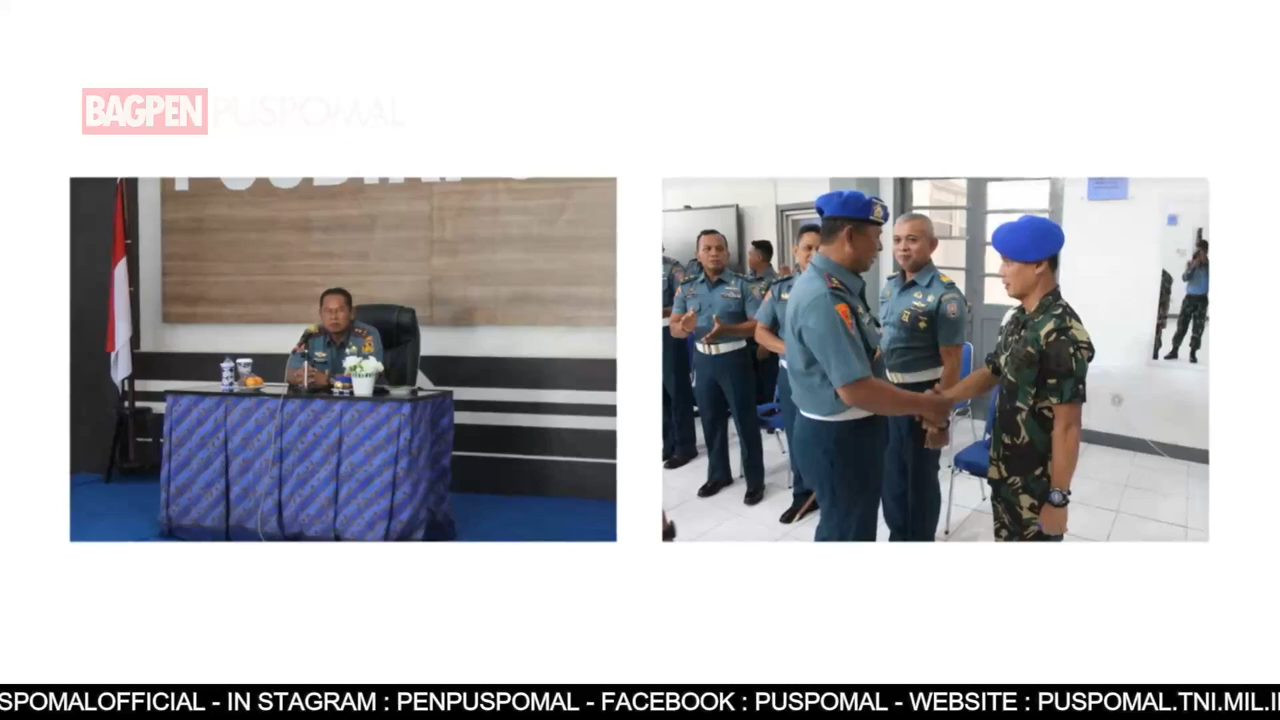 BAGPEN PUSPOMAL
SPOMALOFFICIAL - IN STAGRAM : PENPUSPOMAL - FACEBOOK : PUSPOMAL - WEBSITE : PUSPOMAL.TNI.MIL.I